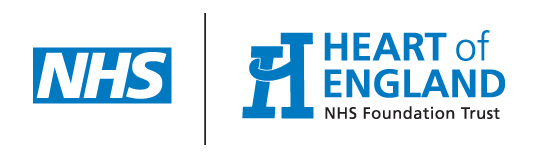 NHS
HEART of
ENGLAND
NHS Foundation Trust